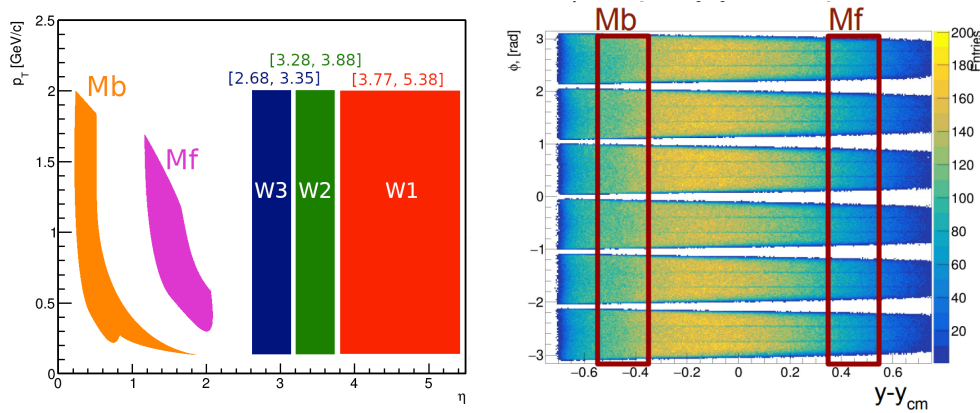 p_T [GeV/c]
2.5
2
1.5
1
0.5
0
0 1 2 3 4 5
η
Mb
Mf
[3.28, 3.88]
[2.68, 3.35]
[3.77, 5.38]
W3
W2
W1
Mb
Mf
ϕ, [rad]
3
2
1
0
−1
−2
−3
−0.6 −0.4 −0.2 0 0.2 0.4 0.6
y-y_cm
200
180
160
140
120
100
80
60
40
20
Entries